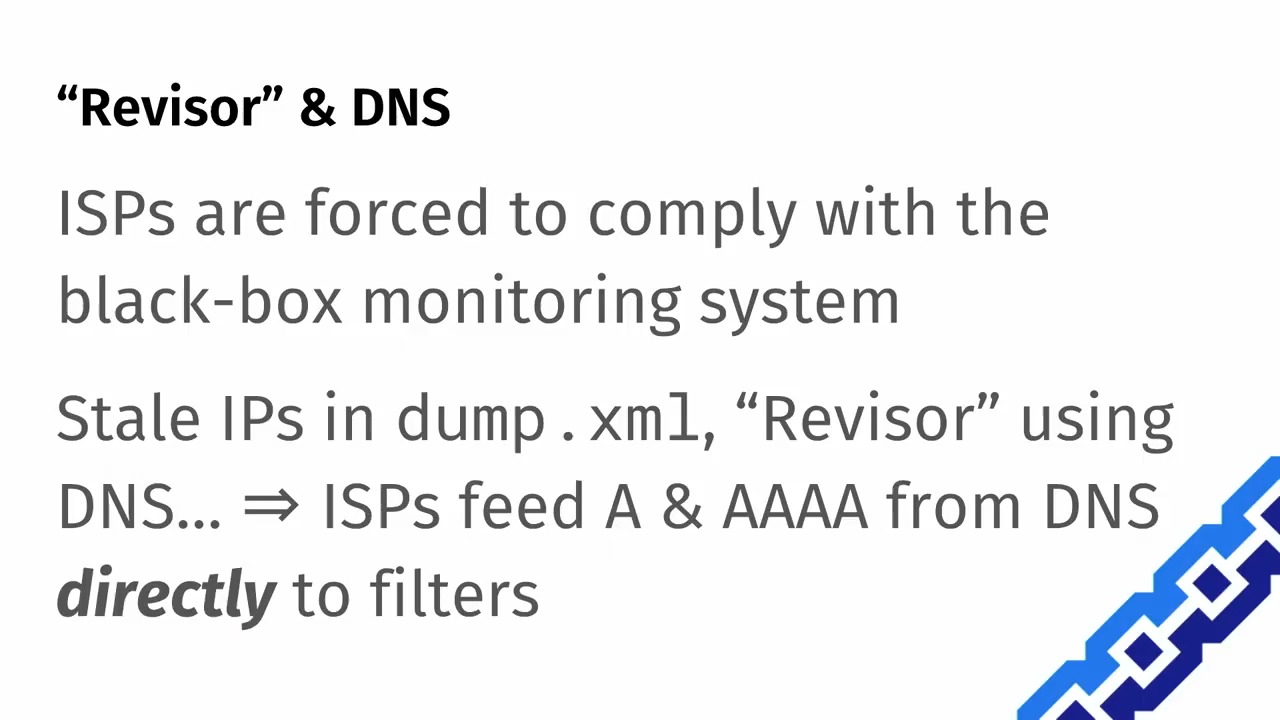 “Revisor” & DNS
ISPs are forced to comply with the
black-box monitoring system
Stale IPs in dump.xml, “Revisor” using
DNS… ⇒ ISPs feed A & AAAA from DNS
directly to filters